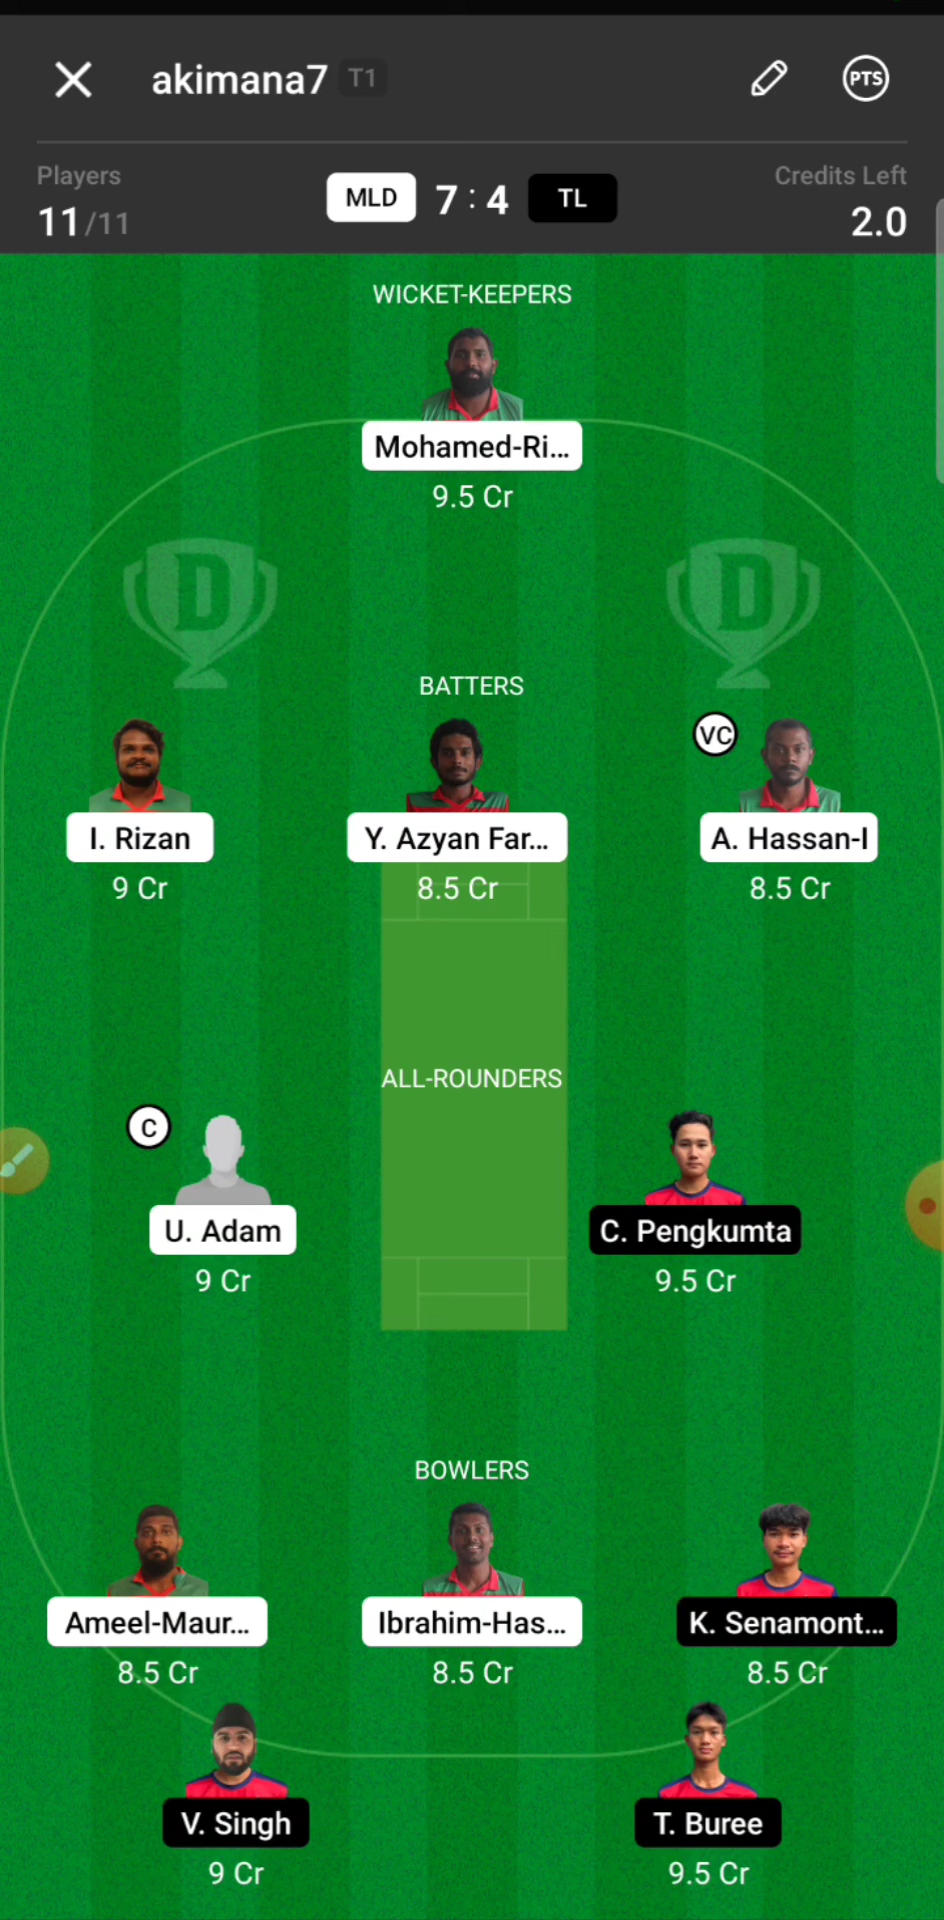 akimana7 T1
PTS
Players
11/11
MLD 7 : 4 TL
Credits Left
2.0
WICKET-KEEPERS
Mohamed-Ri...
9.5 Cr
D D
BATTERS
VC
I. Rizan Y. Azyan Far... A. Hassan-I
9 Cr 8.5 Cr 8.5 Cr
ALL-ROUNDERS
C
U. Adam C. Pengkumta
9 Cr 9.5 Cr
BOWLERS
Ameel-Maur... Ibrahim-Has... K. Senamont...
8.5 Cr 8.5 Cr 8.5 Cr
V. Singh T. Buree
9 Cr 9.5 Cr